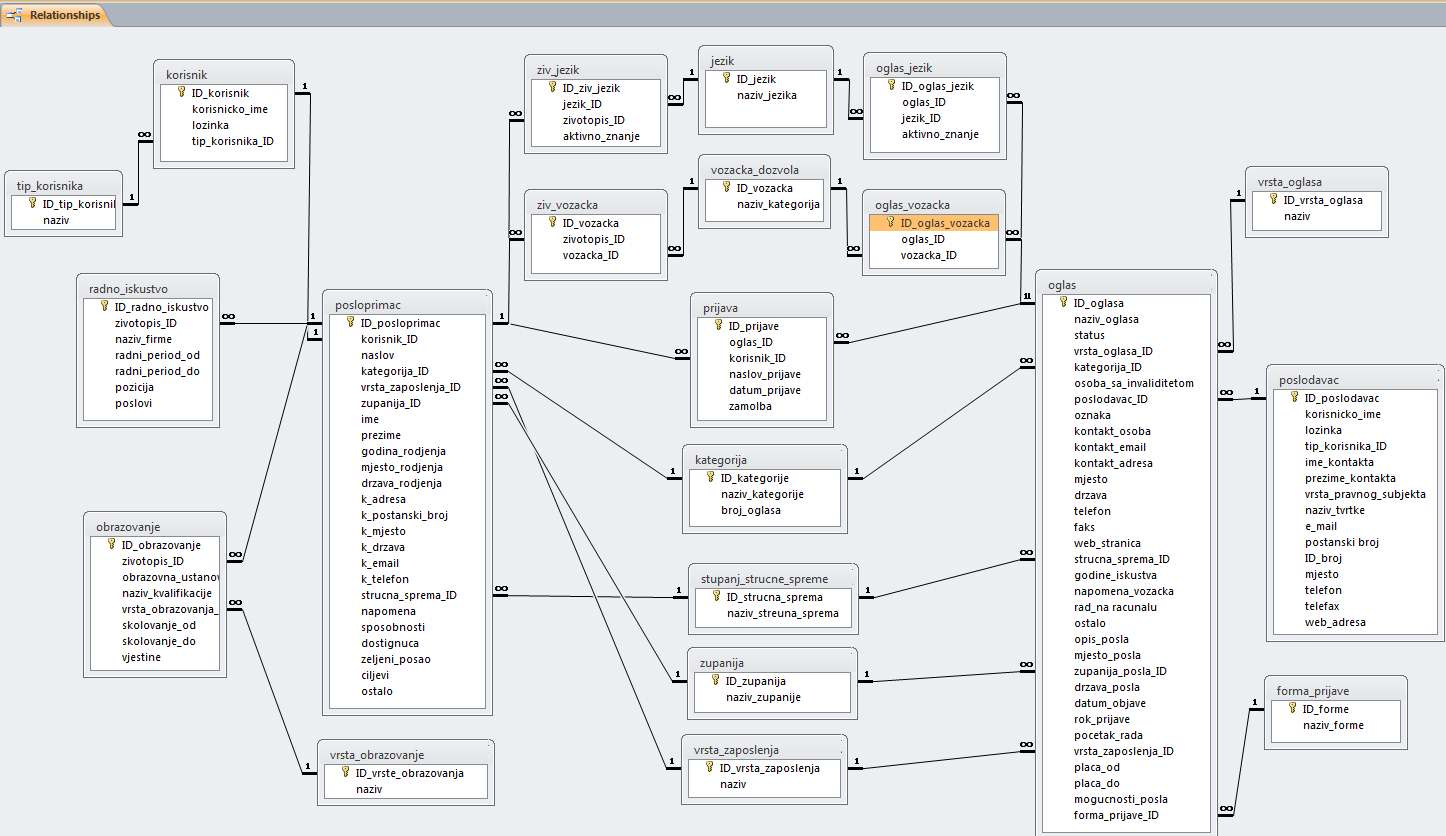 Relationships
korisnik
ID_korisnik
korisnicko_ime
lozinka
tip_korisnika_ID
tip_korisnika
ID_tip_korisnil
naziv
radno_iskustvo
ID_radno_iskustvo
zivotopis_ID
naziv_firme
radni_period_od
radni_period_do
pozicija
poslovi
obrazovanje
ID_obrazovanje
zivotopis_ID
obrazovna_ustanov
naziv_kvalifikacije
vrsta_obrazovanja_
skolovanje_od
skolovanje_do
vjestine
posloprimac
ID_posloprimac
korisnik_ID
naslov
kategorija_ID
vrsta_zaposlenja_ID
zupanija_ID
ime
prezime
godina_rodjenja
mjesto_rodjenja
drzava_rodjenja
k_adresa
k_postanski_broj
k_mjesto
k_drzava
k_email
k_telefon
strucna_sprema_ID
napomena
sposobnosti
dostignuca
zeljeni_posao
ciljevi
ostalo
vrsta_obrazovanje
ID_vrste_obrazovanja
naziv
ziv_jezik
ID_ziv_jezik
jezik_ID
zivotopis_ID
aktivno_znanje
ziv_vozacka
ID_vozacka
zivotopis_ID
vozacka_ID
jezik
ID_jezik
naziv_jezika
vozacka_dozvola
ID_vozacka
naziv_kategorija
oglas_jezik
ID_oglas_jezik
oglas_ID
jezik_ID
aktivno_znanje
oglas_vozacka
ID_oglas_vozacka
oglas_ID
vozacka_ID
prijava
ID_prijave
oglas_ID
korisnik_ID
naslov_prijave
datum_prijave
zamolba
kategorija
ID_kategorije
naziv_kategorije
broj_oglasa
stupanj_strucne_spreme
ID_strucna_sprema
naziv_streuna_sprema
zupanija
ID_zupanija
naziv_zupanije
vrsta_zaposlenja
ID_vrsta_zaposlenja
naziv
oglas
ID_oglasa
naziv_oglasa
status
vrsta_oglasa_ID
kategorija_ID
osoba_sa_invaliditetom
poslodavac_ID
oznaka
kontakt_osoba
kontakt_email
kontakt_adresa
mjesto
drzava
telefon
faks
web_stranica
strucna_sprema_ID
godine_iskustva
napomena_vozacka
rad_na racunalu
ostalo
opis_posla
mjesto_posla
zupanija_posla_ID
drzava_posla
datum_objave
rok_prijave
pocetak_rada
vrsta_zaposlenja_ID
placa_od
placa_do
mogucnosti_posla
forma_prijave_ID
vrsta_oglasa
ID_vrsta_oglasa
naziv
poslodavac
ID_poslodavac
korisnicko_ime
lozinka
tip_korisnika_ID
ime_kontakta
prezime_kontakta
vrsta_pravnog_subjekta
naziv_tvrtke
e_mail
postanski broj
ID_broj
mjesto
telefon
telefax
web_adresa
forma_prijave
ID_forme
naziv_forme